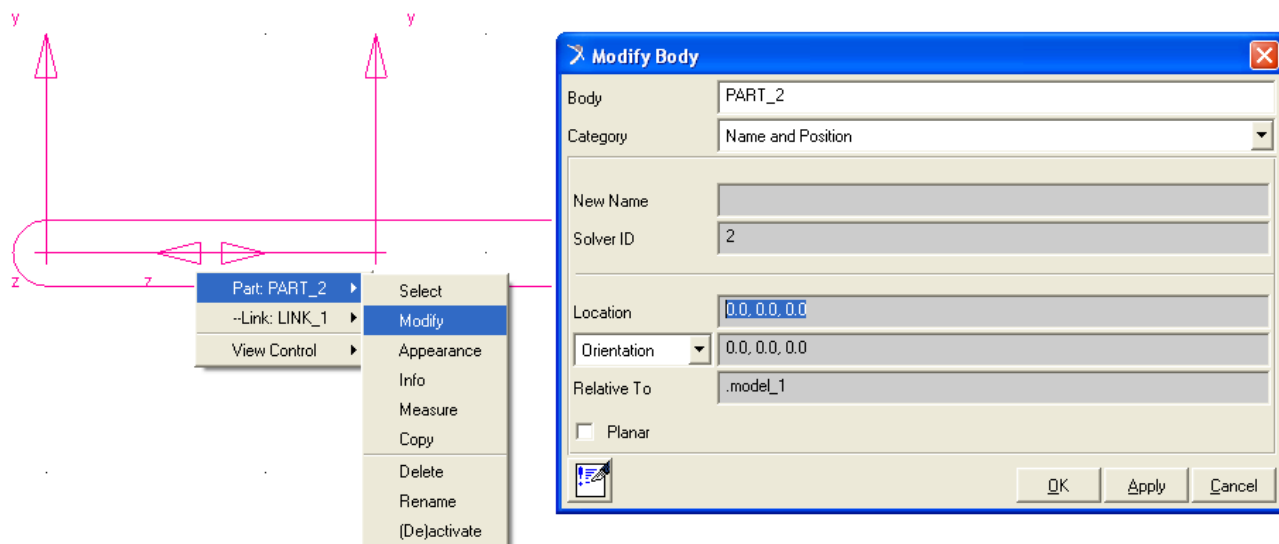 y
y
z
z
Part: PART_2
--Link: LINK_1
View Control
Select
Modify
Appearance
Info
Measure
Copy
Delete
Rename
(De)activate
Modify Body
Body PART_2
Category Name and Position
New Name
Solver ID 2
Location 0.0, 0.0, 0.0
Orientation 0.0, 0.0, 0.0
Relative To .model_1
Planar
OK Apply Cancel